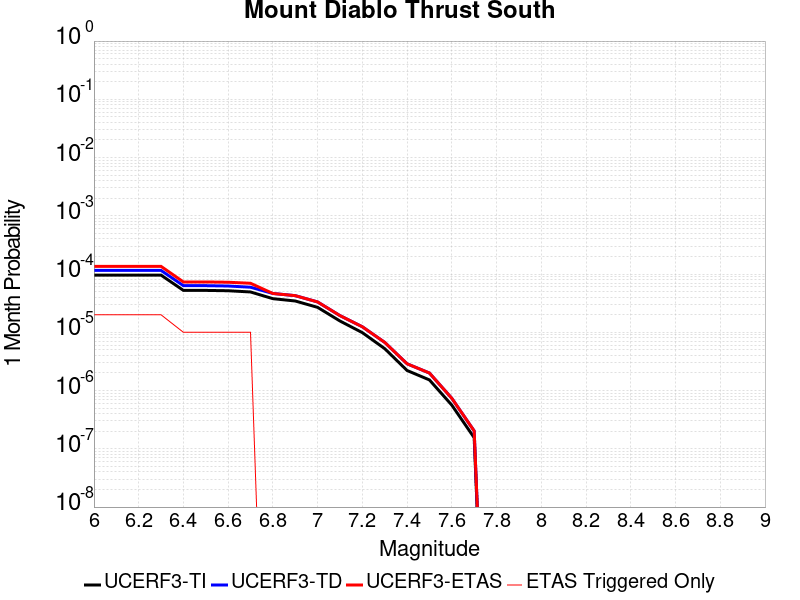 Mount Diablo Thrust South
10^0
10^-1
10^-2
10^-3
10^-4
10^-5
10^-6
10^-7
10^-8
1 Month Probability
6 6.2 6.4 6.6 6.8 7 7.2 7.4 7.6 7.8 8 8.2 8.4 8.6 8.8 9
Magnitude
UCERF3-TI UCERF3-TD UCERF3-ETAS ETAS Triggered Only